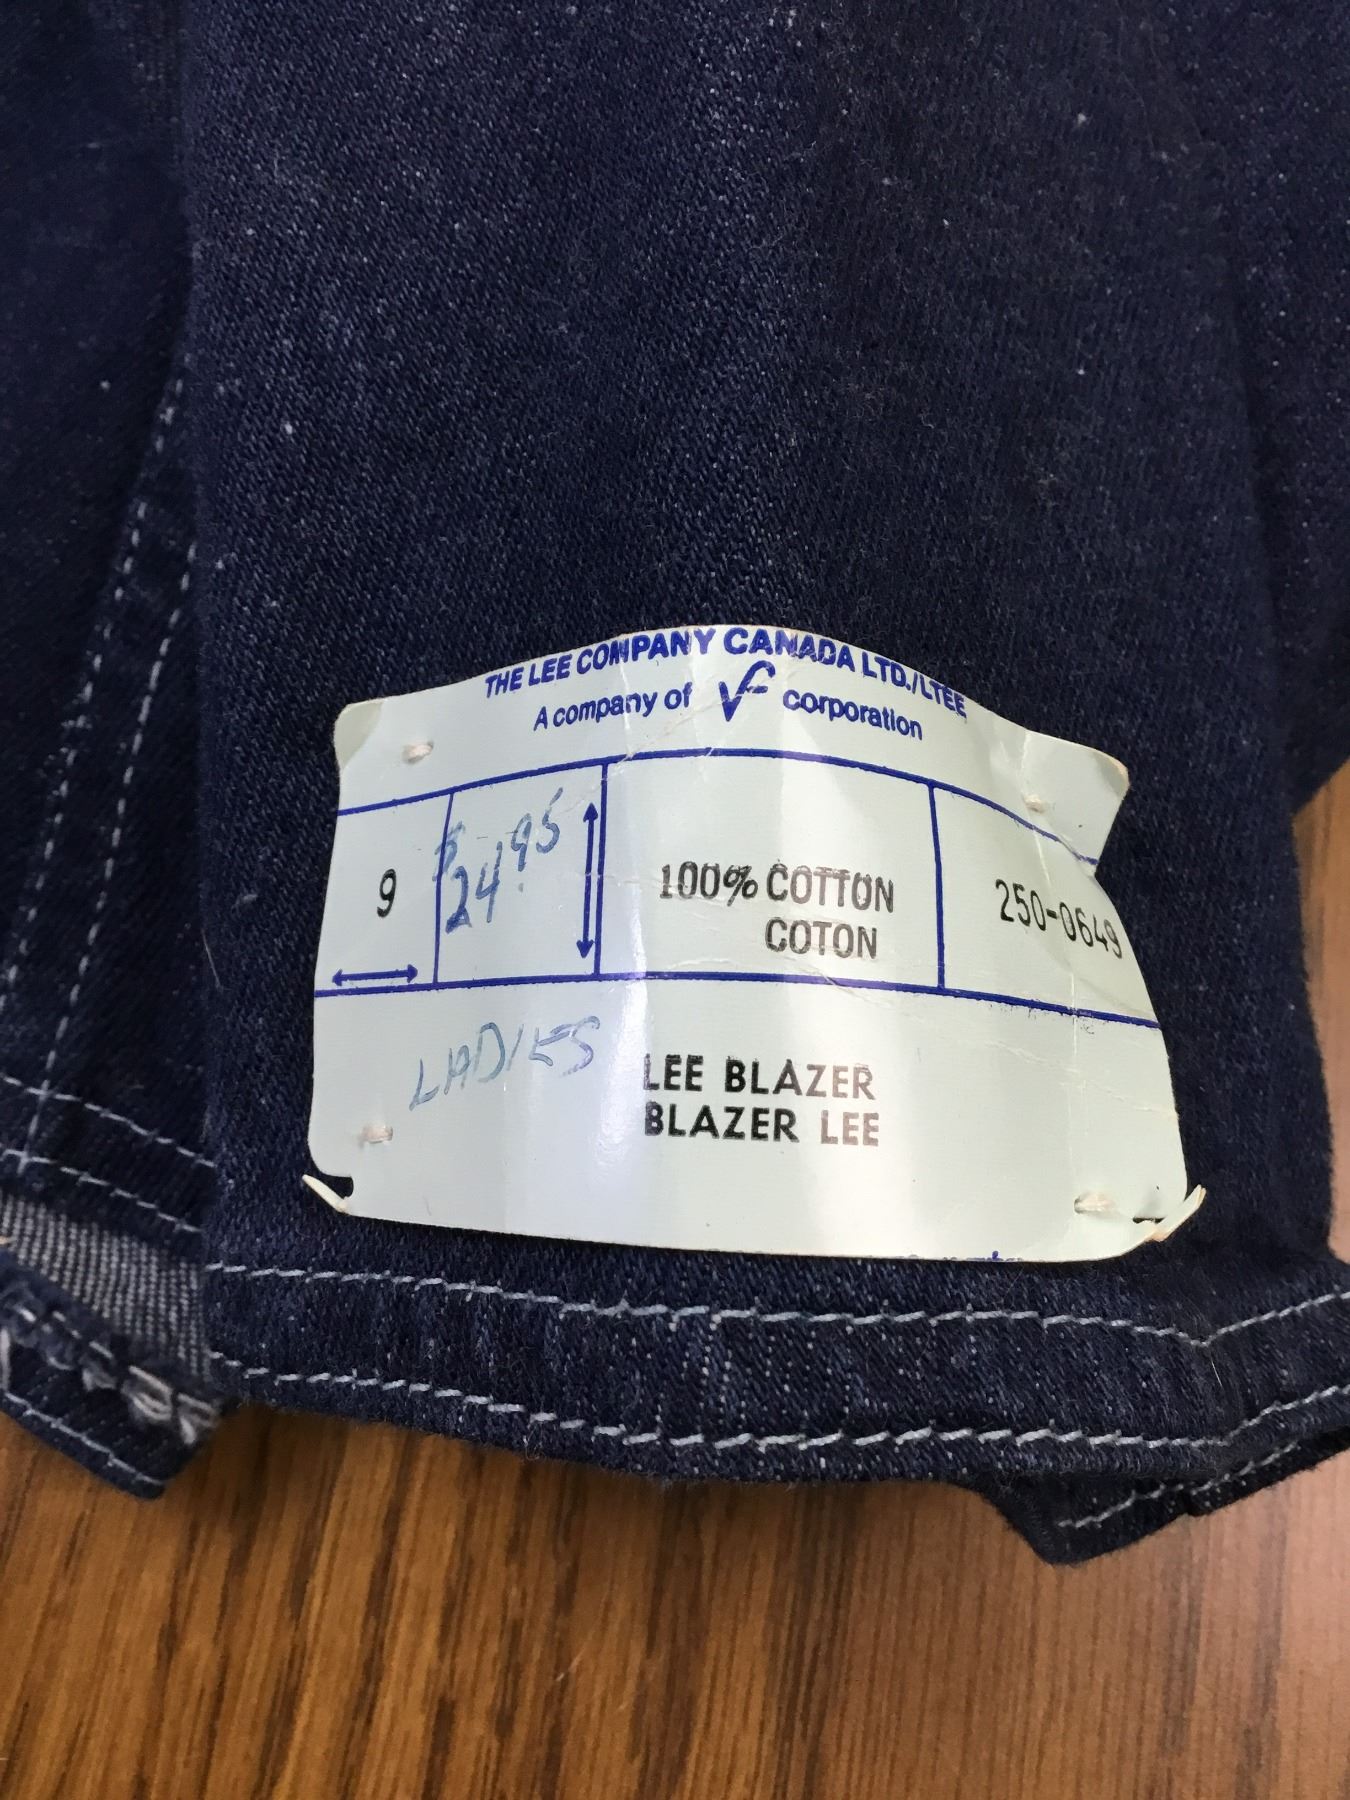 THE LEE COMPANY CANADA LTD./LTEE
A company of VF corporation
9
$24.95
100% COTTON
COTON
250-0649
LADIES
LEE BLAZER
BLAZER LEE